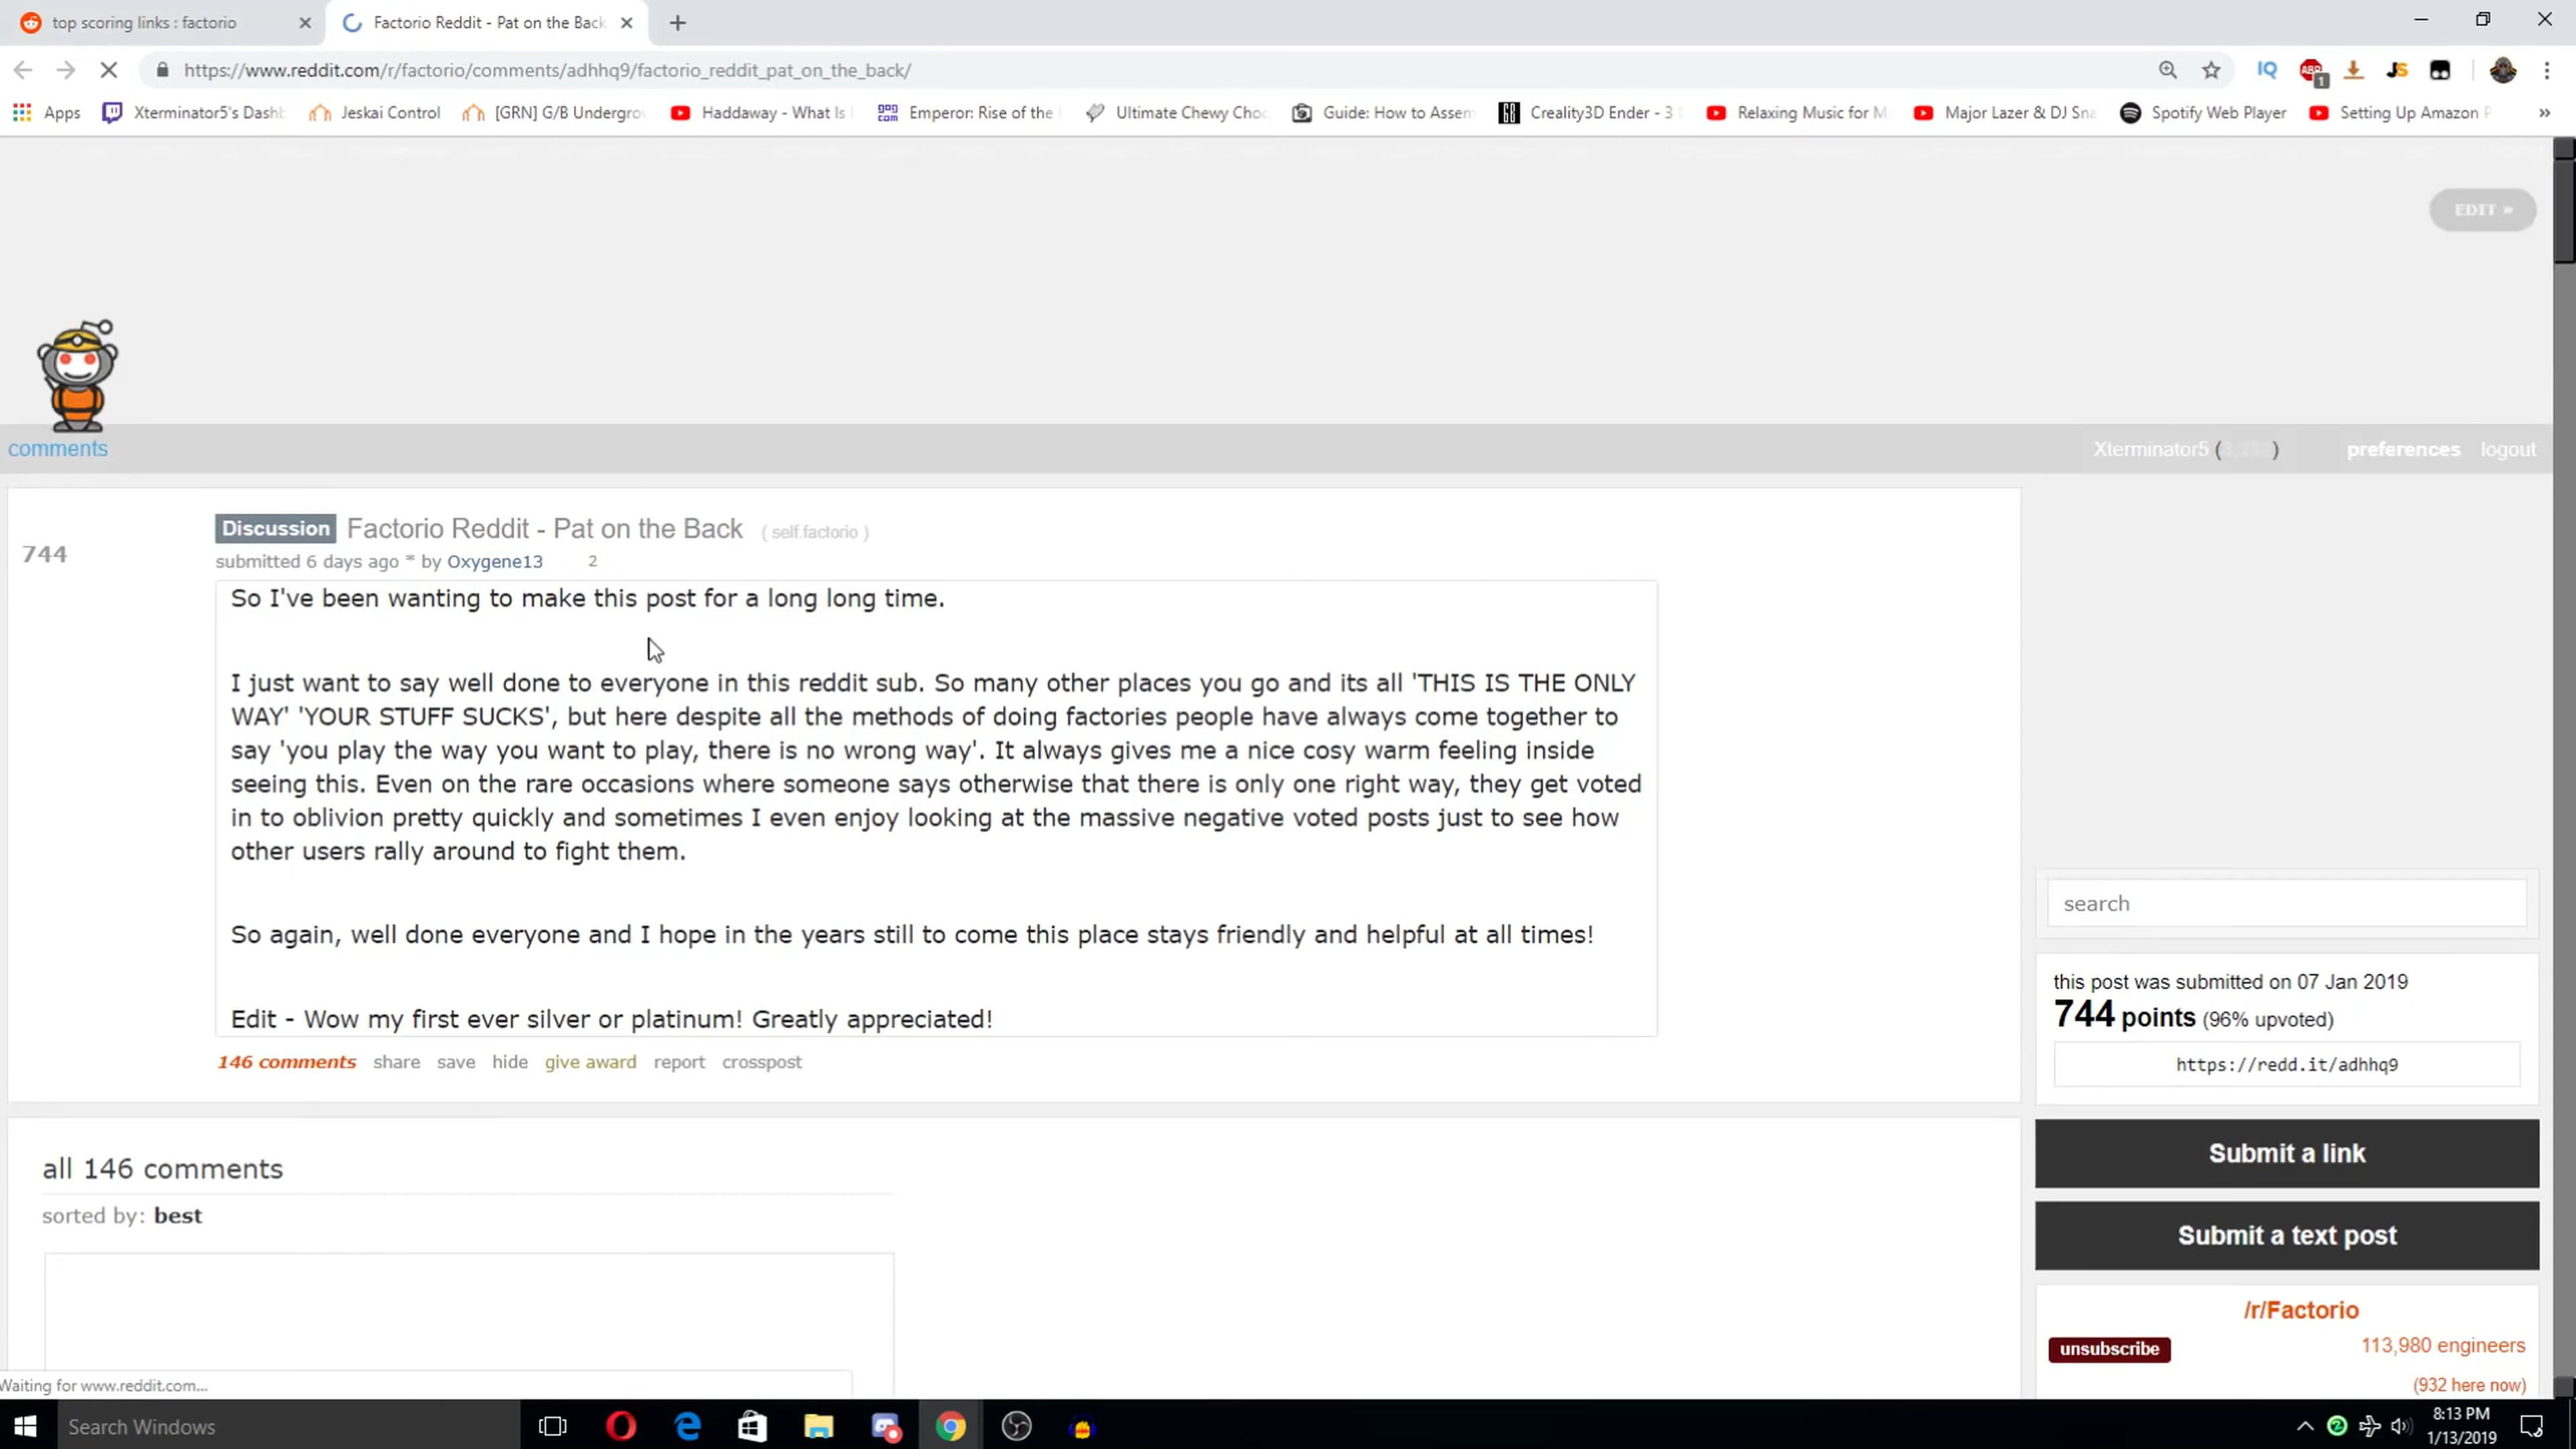 top scoring links : factorio
Factorio Reddit - Pat on the Back
https://www.reddit.com/r/factorio/comments/adhhq9/factorio_reddit_pat_on_the_back/
IQ ABP 1 JS
Apps Xterminator5's Dashb Jeskai Control [GRN] G/B Undergro Haddaway - What Is Emperor: Rise of the Ultimate Chewy Choc Guide: How to Assem Creality3D Ender - 3 Relaxing Music for M Major Lazer & DJ Sna Spotify Web Player Setting Up Amazon »
EDIT »
comments
Xterminator5 ( ) preferences logout
Discussion Factorio Reddit - Pat on the Back ( self.factorio )
744
submitted 6 days ago * by Oxygene13 2
So I've been wanting to make this post for a long long time.
I just want to say well done to everyone in this reddit sub. So many other places you go and its all 'THIS IS THE ONLY
WAY' 'YOUR STUFF SUCKS', but here despite all the methods of doing factories people have always come together to
say 'you play the way you want to play, there is no wrong way'. It always gives me a nice cosy warm feeling inside
seeing this. Even on the rare occasions where someone says otherwise that there is only one right way, they get voted
in to oblivion pretty quickly and sometimes I even enjoy looking at the massive negative voted posts just to see how
other users rally around to fight them.
So again, well done everyone and I hope in the years still to come this place stays friendly and helpful at all times!
Edit - Wow my first ever silver or platinum! Greatly appreciated!
146 comments share save hide give award report crosspost
all 146 comments
sorted by: best
search
this post was submitted on 07 Jan 2019
744 points (96% upvoted)
https://redd.it/adhhq9
Submit a link
Submit a text post
/r/Factorio
unsubscribe 113,980 engineers
(932 here now)
Waiting for www.reddit.com...
Search Windows
8:13 PM
1/13/2019